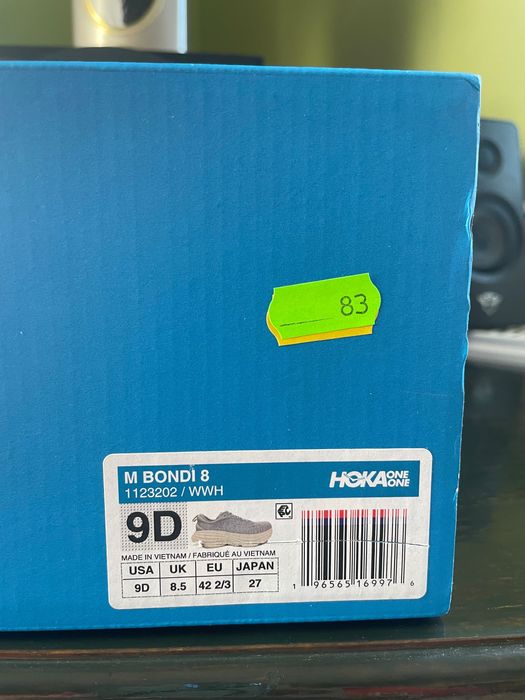 83
M BONDI 8
1123202 / WWH
HOKA ONE ONE
9D
MADE IN VIETNAM / FABRIQUÉ AU VIETNAM
USA UK EU JAPAN
9D 8.5 42 2/3 27
1 96565 16997 6